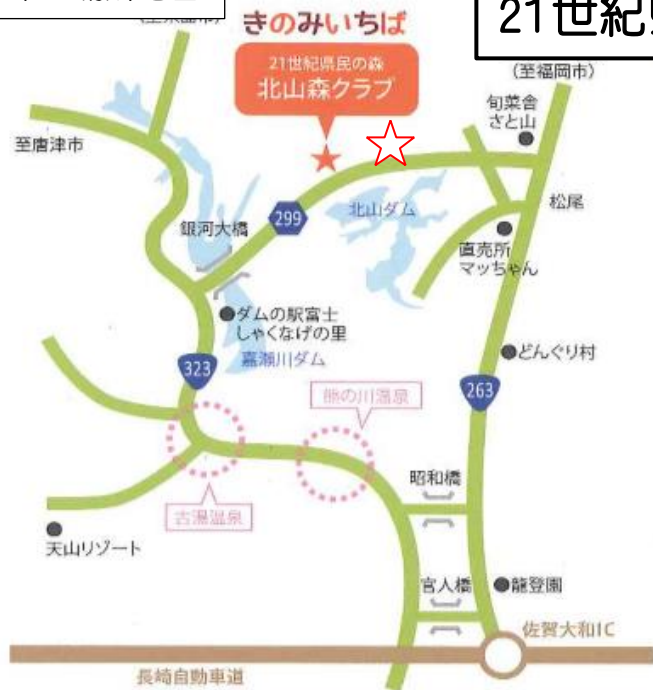 きのみいちば
21世紀県
21世紀県民の森
北山森クラブ
(至福岡市)
旬菜舎
さと山
至唐津市
松尾
299
北山ダム
銀河大橋
直売所
マッちゃん
ダムの駅富士
しゃくなげの里
嘉瀬川ダム
どんぐり村
323
263
熊の川温泉
昭和橋
古湯温泉
天山リゾート
官人橋
龍登園
佐賀大和IC
長崎自動車道